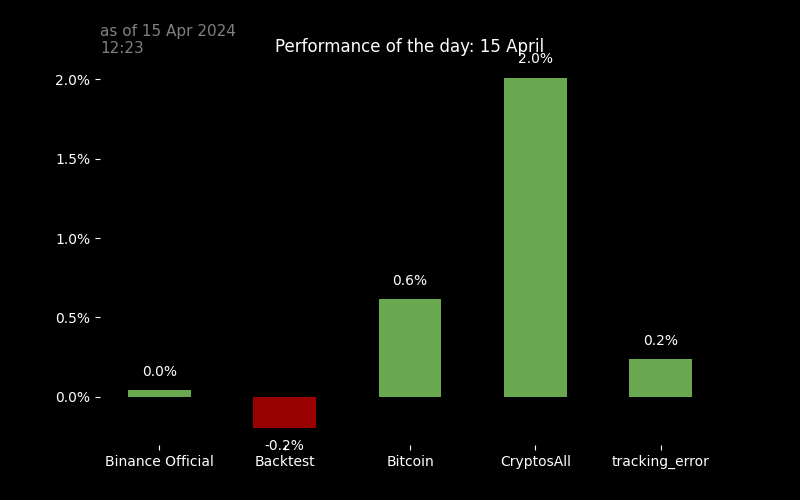 as of 15 Apr 2024
12:23
Performance of the day: 15 April
2.0%
2.0%
1.5%
1.0%
0.6%
0.5%
0.2%
0.0%
0.0%
-0.2%
Binance Official
Backtest
Bitcoin
CryptosAll
tracking_error